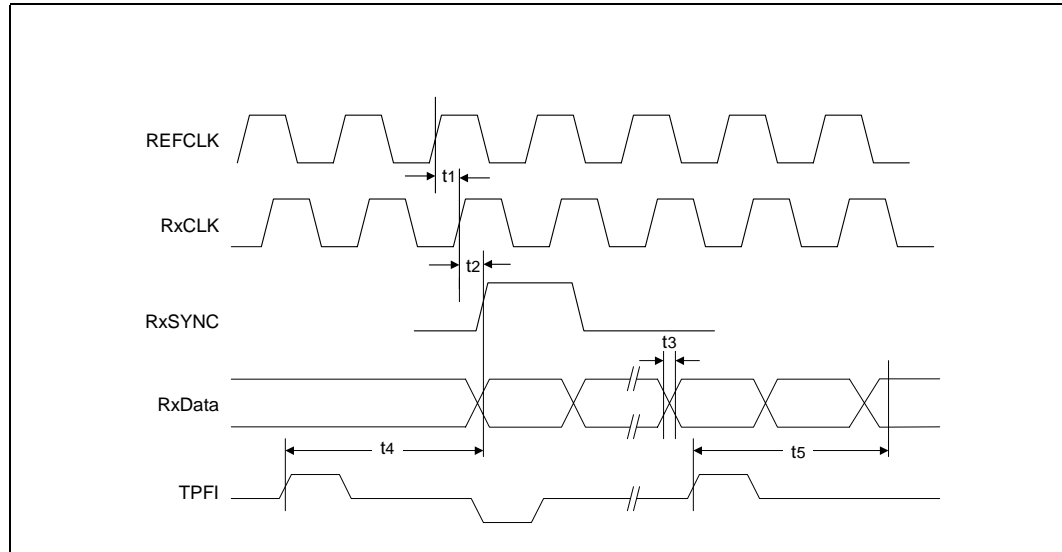 REFCLK
t1
RxCLK
t2
RxSYNC
t3
RxData
t4
t5
TPFI